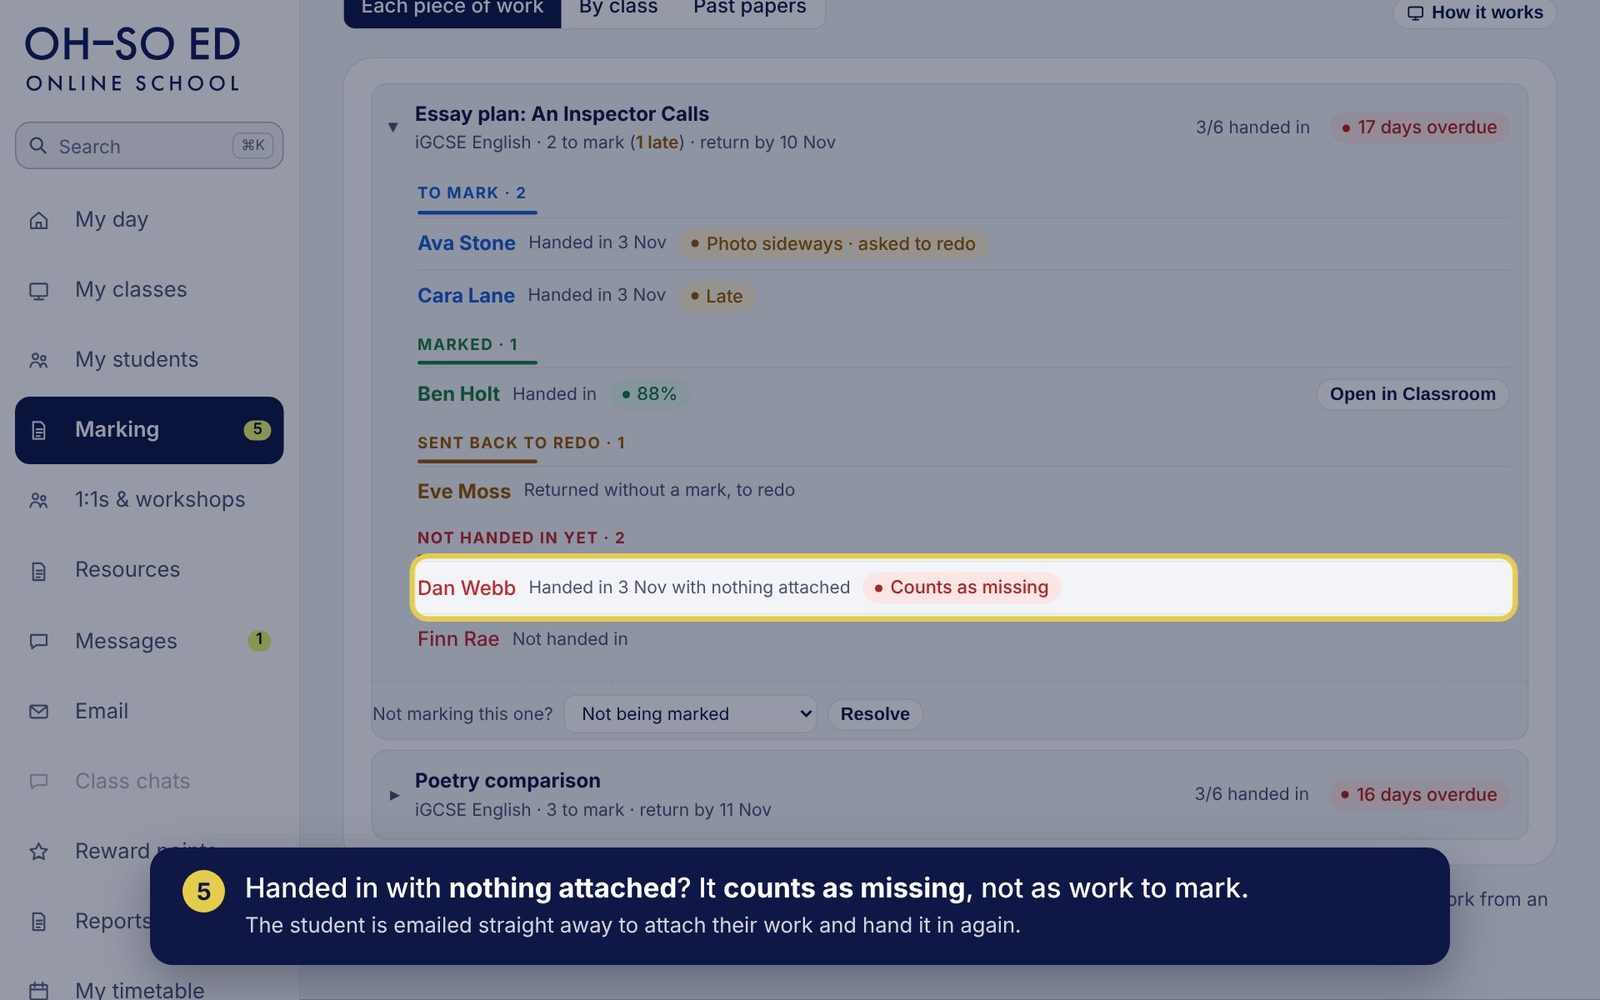 OH–SO ED
ONLINE SCHOOL
Search ⌘K
My day
My classes
My students
Marking 5
1:1s & workshops
Resources
Messages 1
Email
Class chats
Reward points
Reports
My timetable
Each piece of work By class Past papers
How it works
▼ Essay plan: An Inspector Calls
iGCSE English · 2 to mark (1 late) · return by 10 Nov
3/6 handed in • 17 days overdue
TO MARK · 2
Ava Stone Handed in 3 Nov • Photo sideways · asked to redo
Cara Lane Handed in 3 Nov • Late
MARKED · 1
Ben Holt Handed in • 88% Open in Classroom
SENT BACK TO REDO · 1
Eve Moss Returned without a mark, to redo
NOT HANDED IN YET · 2
Dan Webb Handed in 3 Nov with nothing attached • Counts as missing
Finn Rae Not handed in
Not marking this one? Not being marked Resolve
▶ Poetry comparison
iGCSE English · 3 to mark · return by 11 Nov
3/6 handed in • 16 days overdue
5 Handed in with nothing attached? It counts as missing, not as work to mark.
The student is emailed straight away to attach their work and hand it in again.
from an